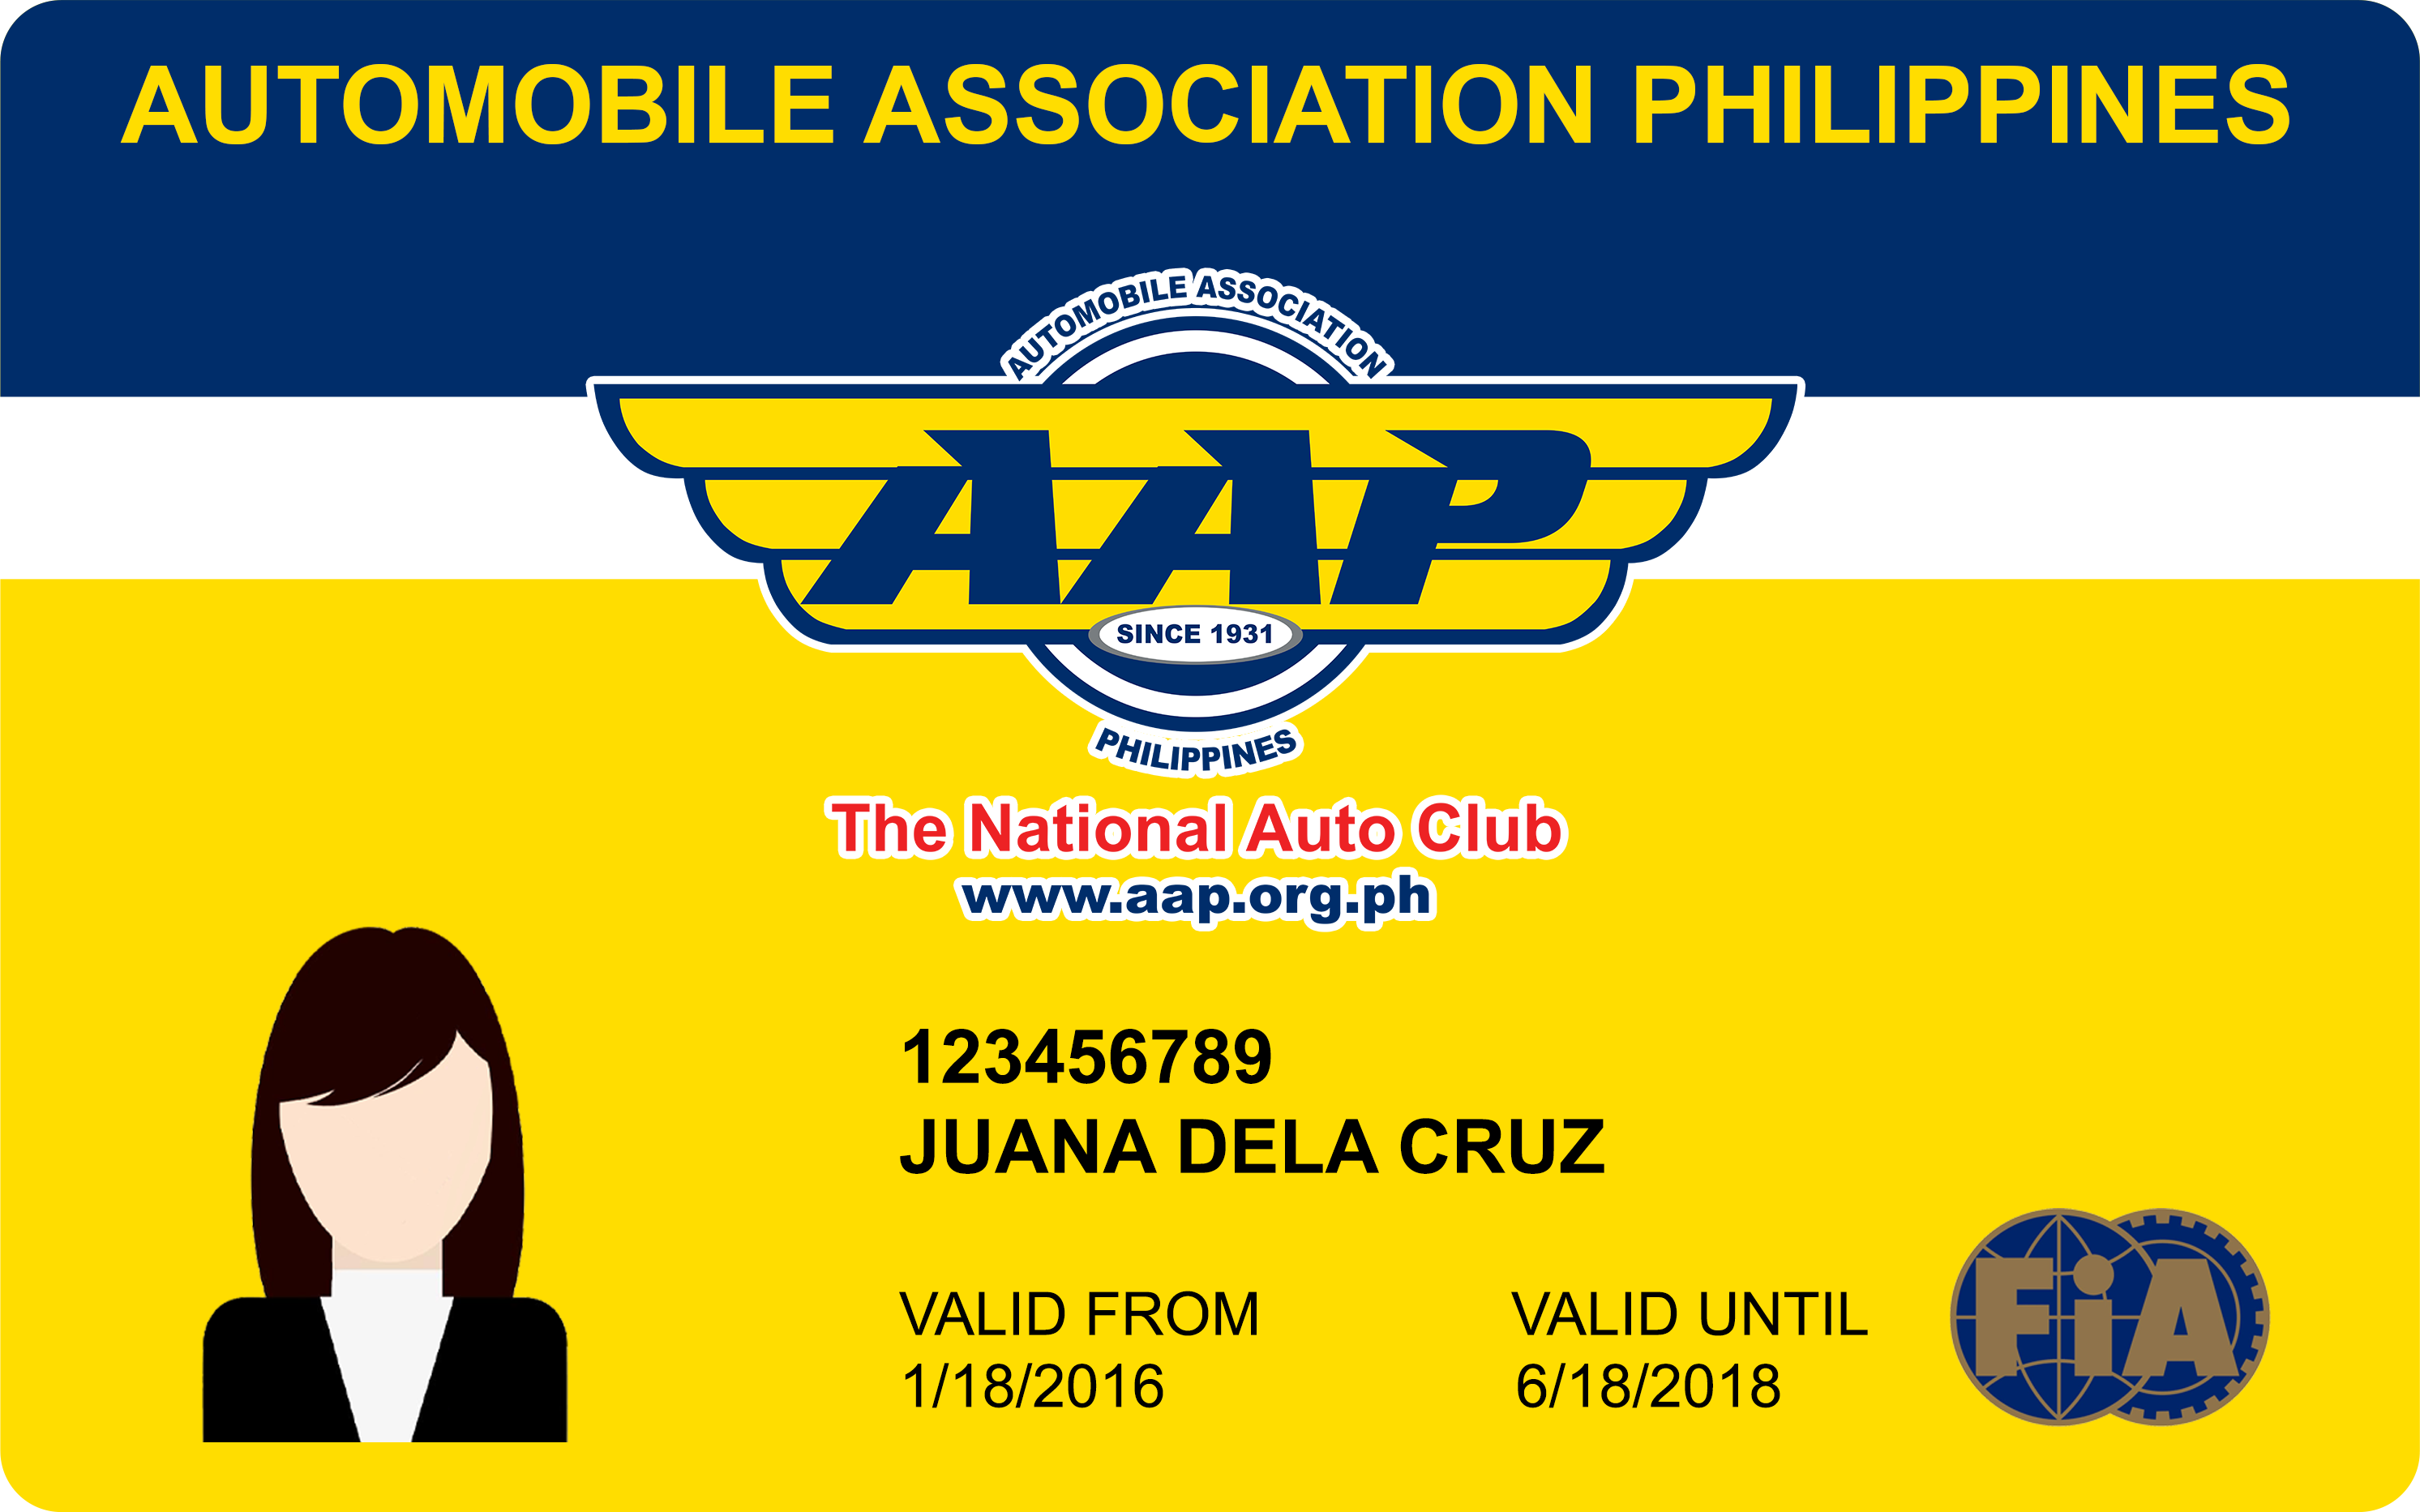 AUTOMOBILE ASSOCIATION PHILIPPINES
AUTOMOBILE ASSOCIATION
AAP
SINCE 1931
PHILIPPINES
The National Auto Club
www.aap.org.ph
123456789
JUANA DELA CRUZ
VALID FROM
1/18/2016
VALID UNTIL
6/18/2018
FiA